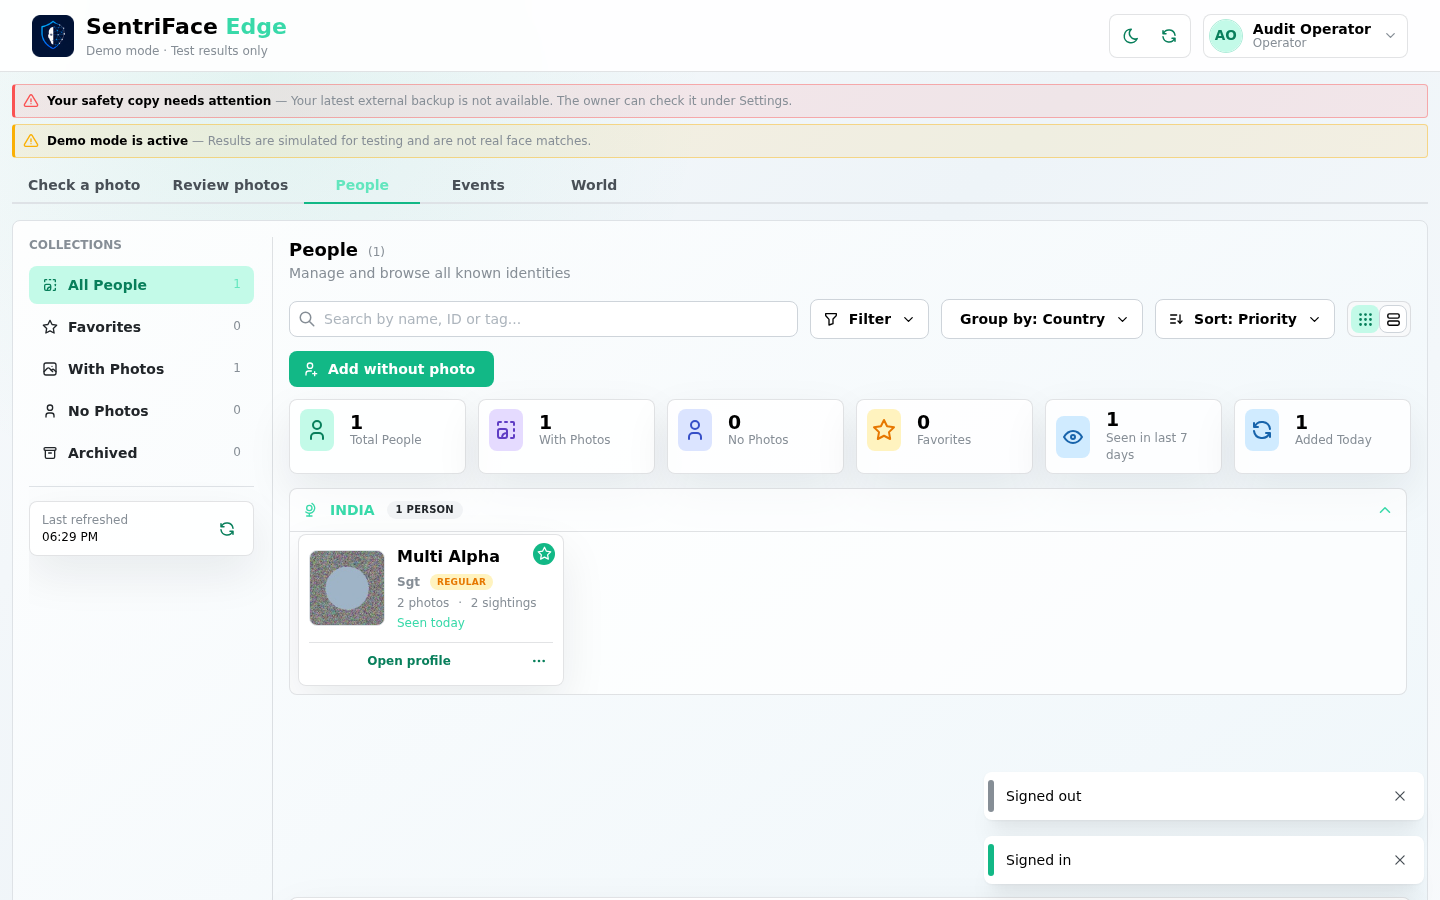 SentriFace Edge
Demo mode · Test results only
AO
Audit Operator
Operator
Your safety copy needs attention — Your latest external backup is not available. The owner can check it under Settings.
Demo mode is active — Results are simulated for testing and are not real face matches.
Check a photo
Review photos
People
Events
World
COLLECTIONS
All People 1
Favorites 0
With Photos 1
No Photos 0
Archived 0
Last refreshed
06:29 PM
People (1)
Manage and browse all known identities
Search by name, ID or tag...
Filter
Group by: Country
Sort: Priority
Add without photo
1
Total People
1
With Photos
0
No Photos
0
Favorites
1
Seen in last 7
days
1
Added Today
INDIA 1 PERSON
Multi Alpha
Sgt REGULAR
2 photos · 2 sightings
Seen today
Open profile
Signed out
Signed in